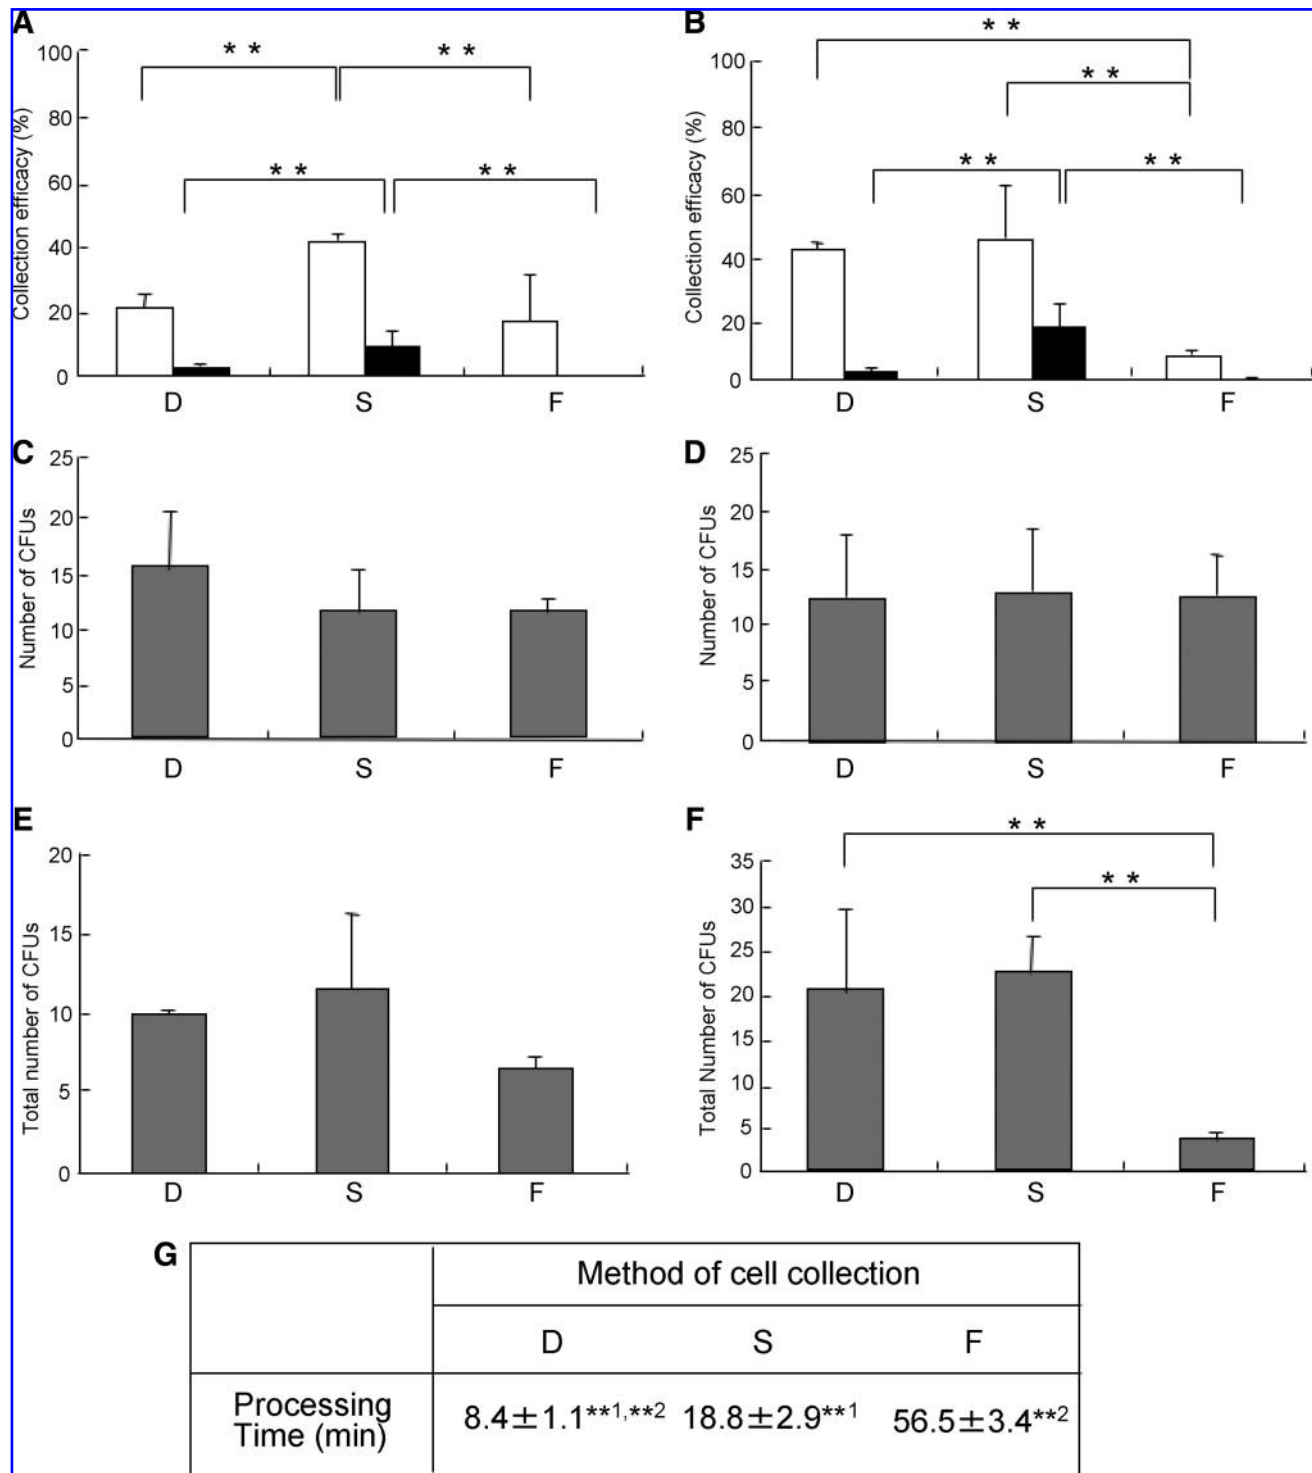 A
100
80
60
40
20
0
Collection efficacy (%)
* *
* *
* *
* *
D S F
B
100
80
60
40
20
0
Collection efficacy (%)
* *
* *
* *
* *
D S F
C
25
20
15
10
5
0
Number of CFUs
D S F
D
25
20
15
10
5
0
Number of CFUs
D S F
E
20
15
10
5
0
Total number of CFUs
D S F
F
35
30
25
20
15
10
5
0
Total Number of CFUs
* *
* *
D S F
G
Method of cell collection
D S F
Processing
Time (min)
8.4±1.1**1,**2 18.8±2.9**1 56.5±3.4**2